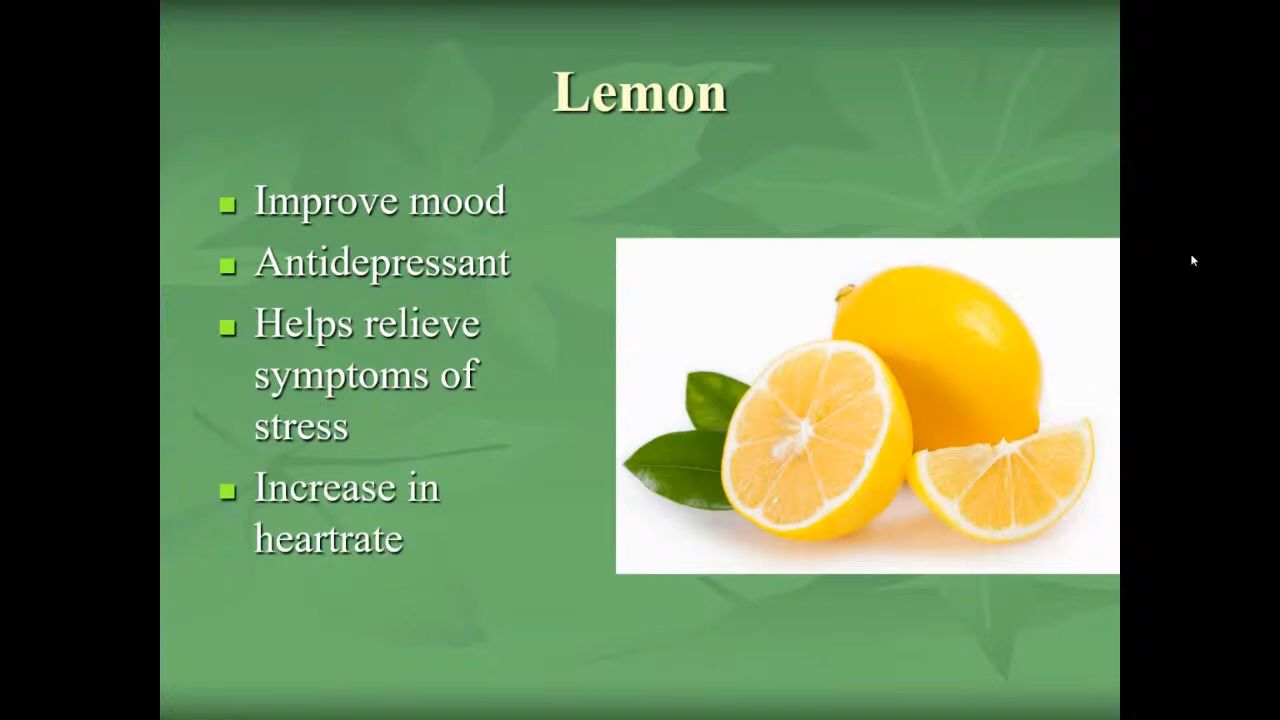 Lemon
Improve mood
Antidepressant
Helps relieve
symptoms of
stress
Increase in
heartrate